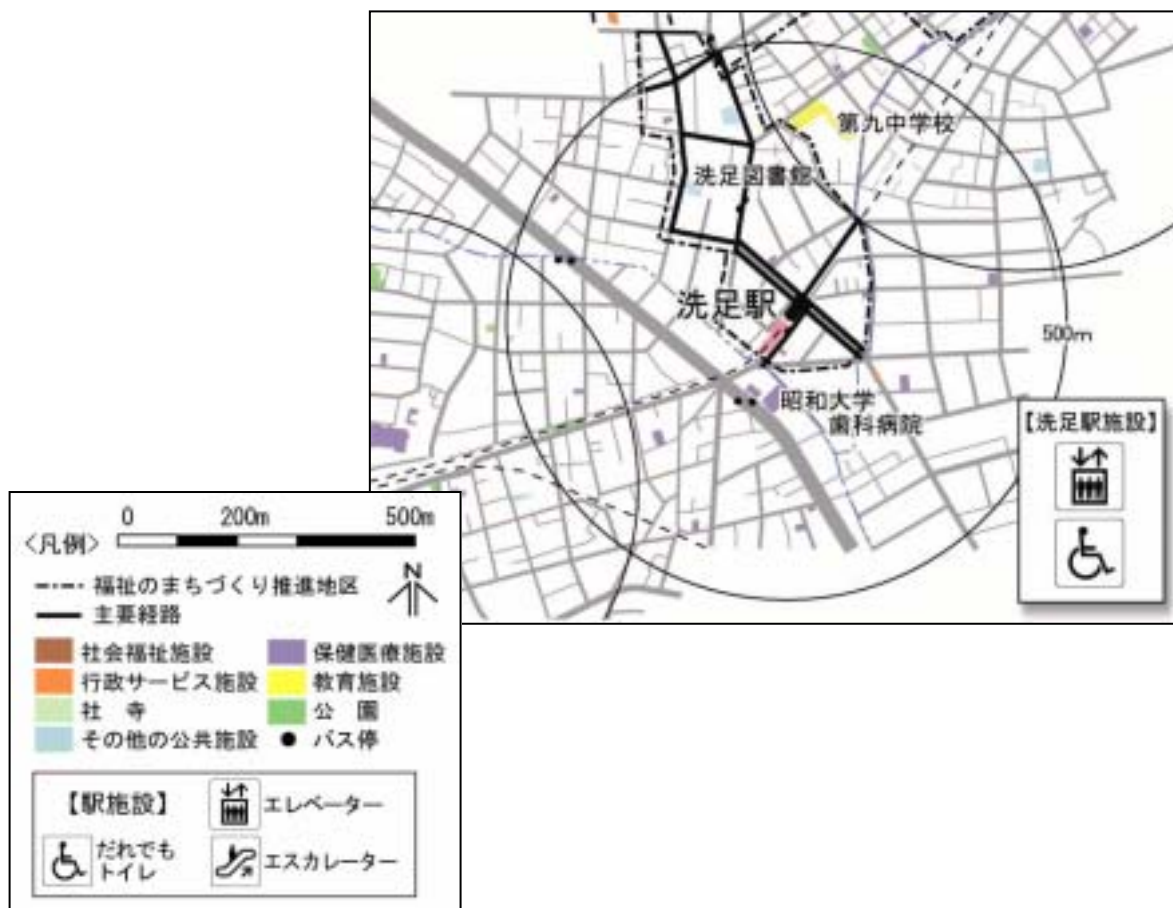 第九中学校
洗足図書館
洗足駅
500m
昭和大学
歯科病院
【洗足駅施設】
0 200m 500m
<凡例>
N
福祉のまちづくり推進地区
主要経路
社会福祉施設
保健医療施設
行政サービス施設
教育施設
社 寺
公 園
その他の公共施設
バス停
【駅施設】
エレベーター
だれでも
トイレ
エスカレーター